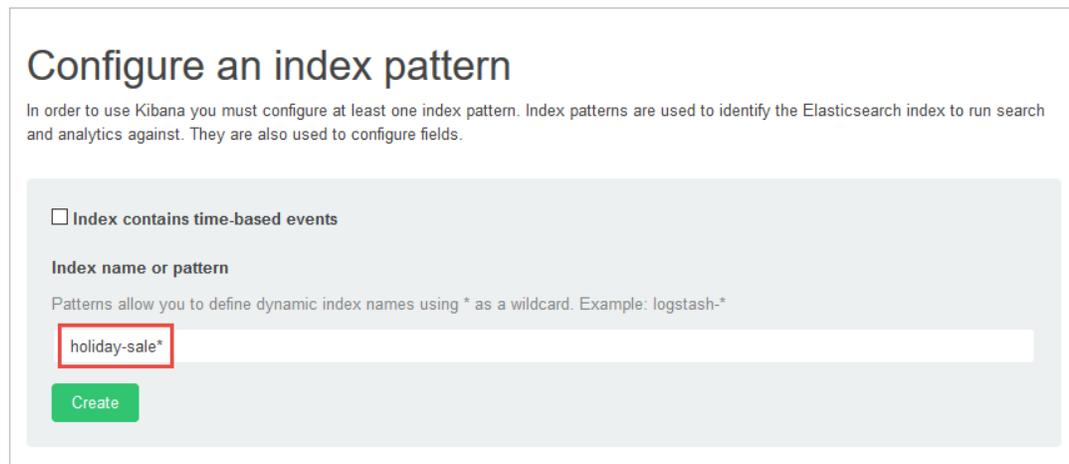 Configure an index pattern
In order to use Kibana you must configure at least one index pattern. Index patterns are used to identify the Elasticsearch index to run search
and analytics against. They are also used to configure fields.
Index contains time-based events
Index name or pattern
Patterns allow you to define dynamic index names using * as a wildcard. Example: logstash-*
holiday-sale*
Create